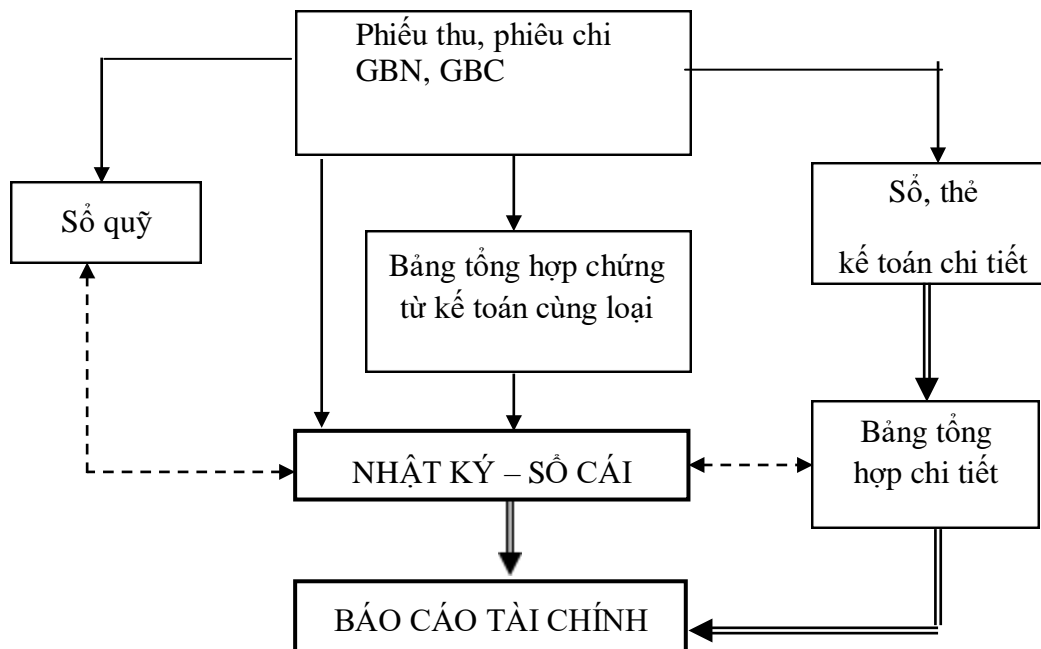 Phiếu thu, phiêu chi
GBN, GBC
Sổ quỹ
Sổ, thẻ
kế toán chi tiết
Bảng tổng hợp chứng
từ kế toán cùng loại
Bảng tổng
hợp chi tiết
NHẬT KÝ – SỔ CÁI
BÁO CÁO TÀI CHÍNH